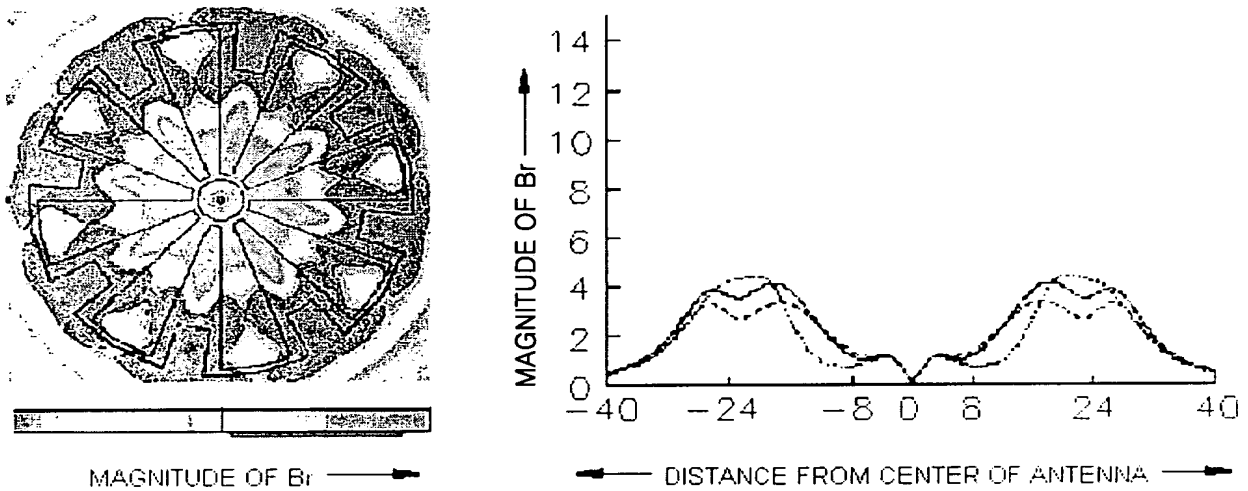 MAGNITUDE OF Br
MAGNITUDE OF Br
14
12
10
8
6
4
2
0
-40 -24 -8 0 8 24 40
DISTANCE FROM CENTER OF ANTENNA